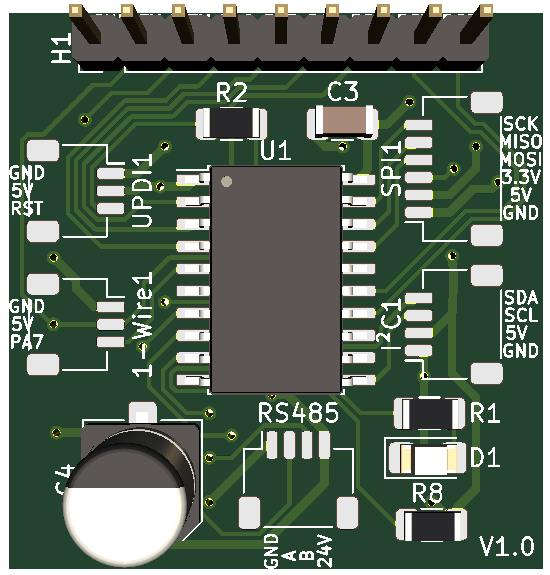 H1
R2
C3
U1
UPDI1
GND
5V
RST
SPI1
SCK
MISO
MOSI
3.3V
5V
GND
1-Wire1
GND
5V
PA7
I²C1
SDA
SCL
5V
GND
RS485
R1
D1
C4
R8
GND
A
B
24V
V1.0